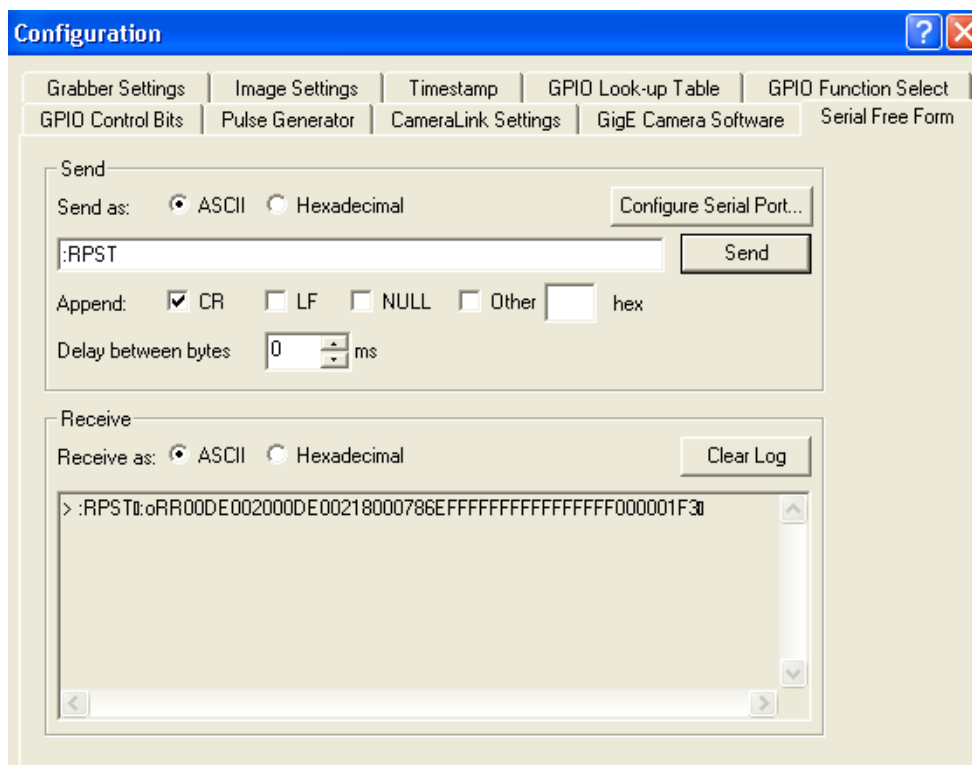 Configuration
Grabber Settings Image Settings Timestamp GPIO Look-up Table GPIO Function Select
GPIO Control Bits Pulse Generator CameraLink Settings GigE Camera Software Serial Free Form
Send
Send as: ASCII Hexadecimal Configure Serial Port...
:RPST Send
Append: CR LF NULL Other hex
Delay between bytes 0 ms
Receive
Receive as: ASCII Hexadecimal Clear Log
> :RPST▯:oRR00DE002000DE00218000786EFFFFFFFFFFFFFFFFF000001F3▯